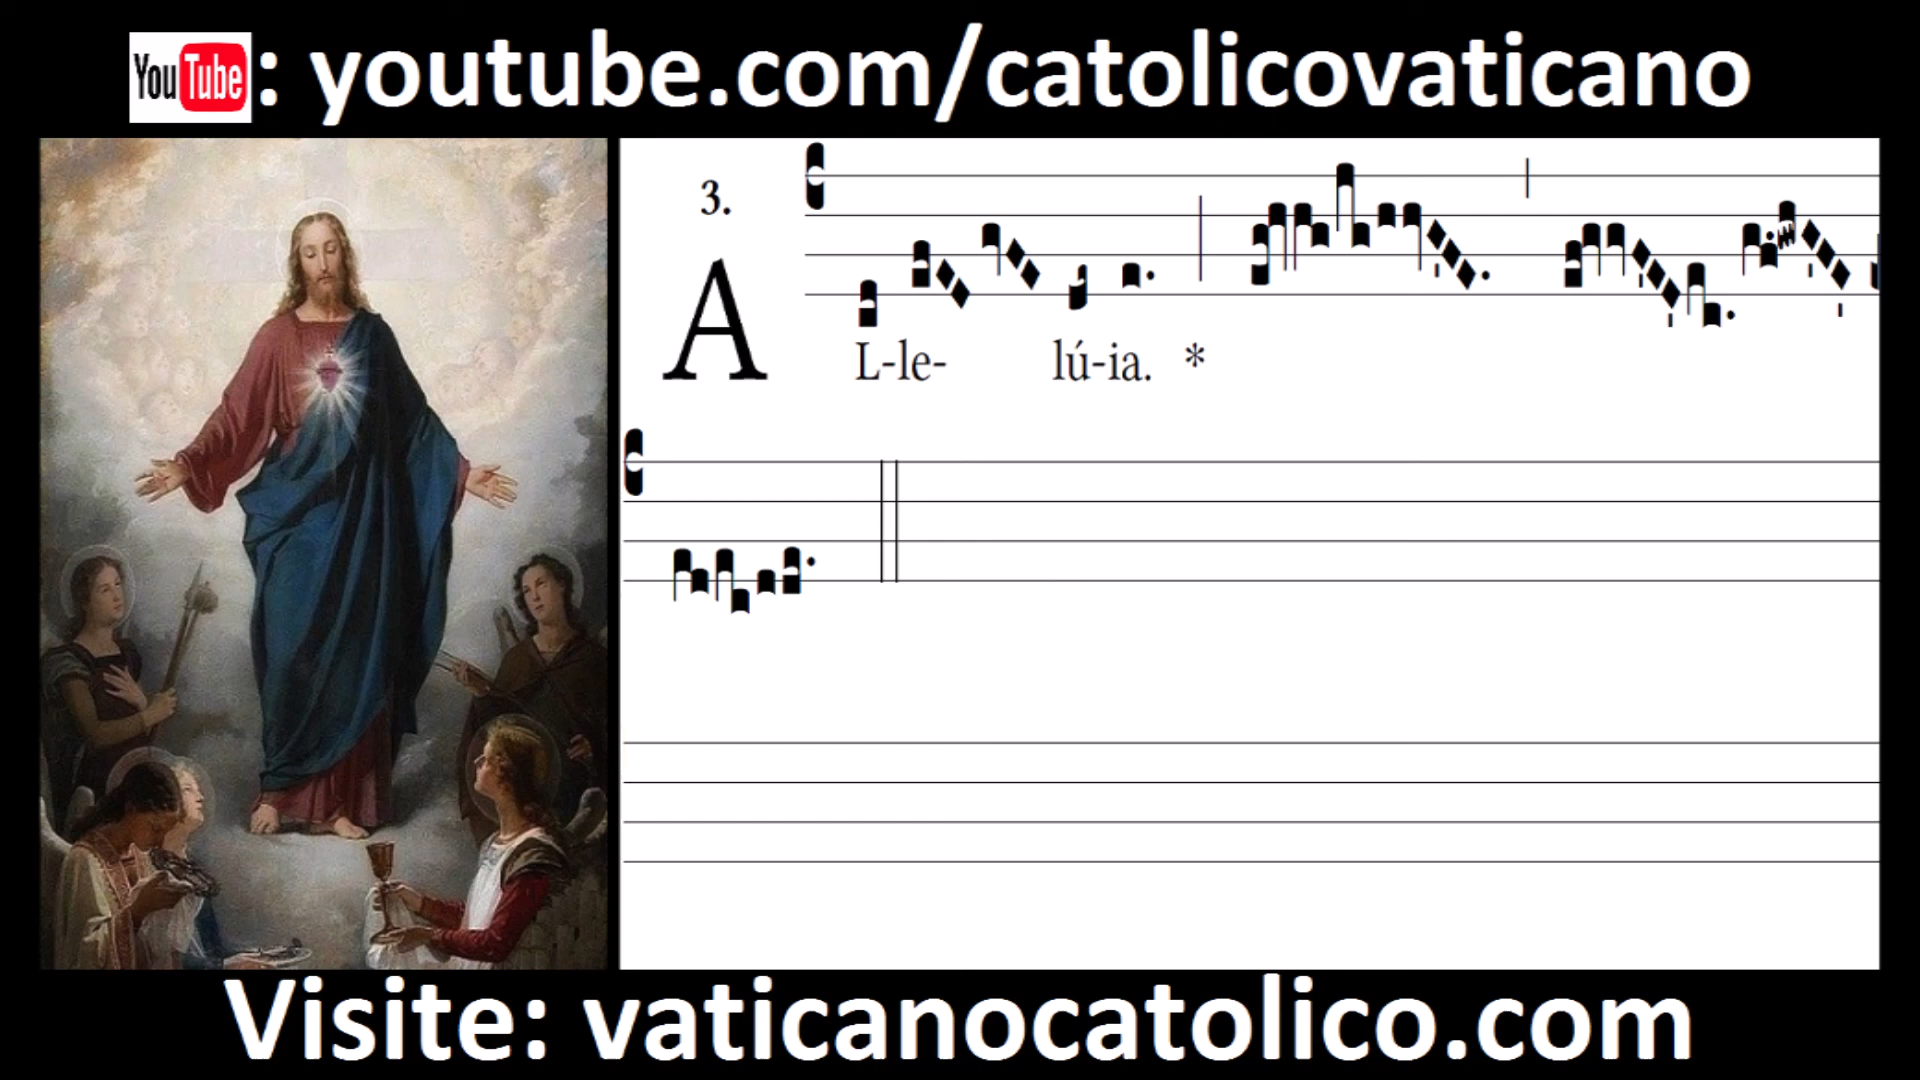 YouTube : youtube.com/catolicovaticano
3.
A
L-le- lú-ia. *
Visite: vaticanocatolico.com